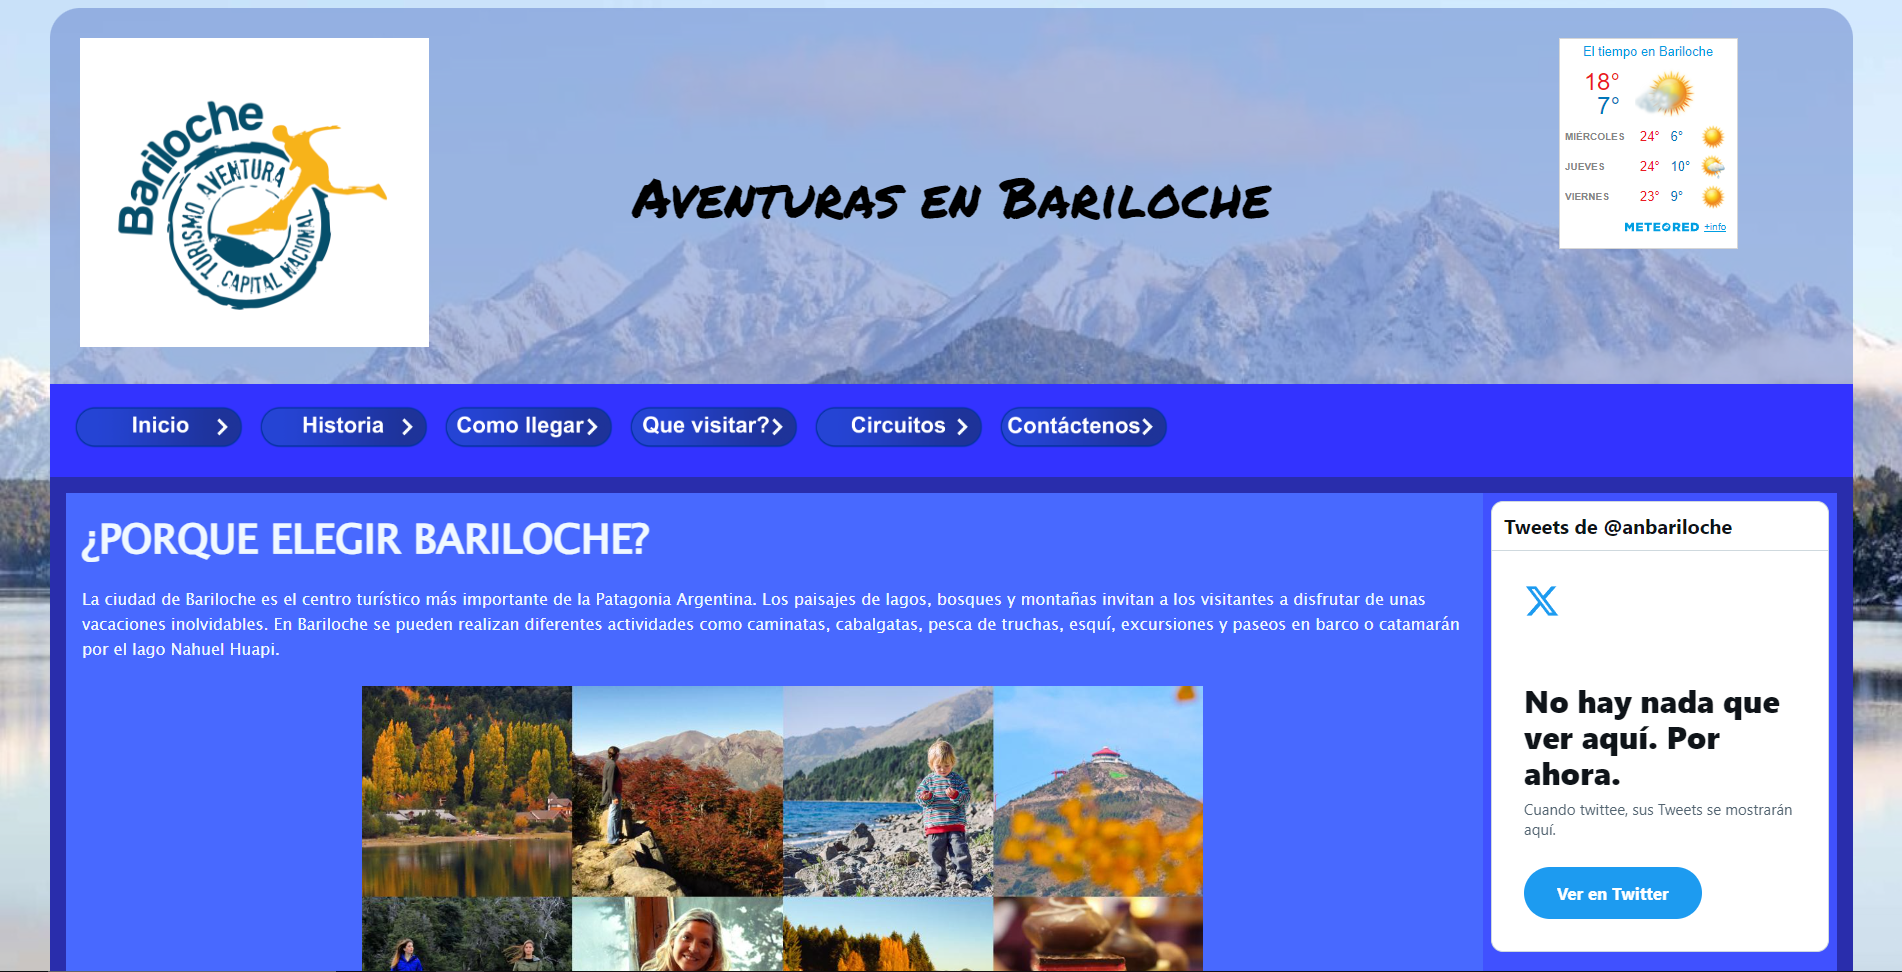 Bariloche
TURISMO AVENTURA
CAPITAL NACIONAL
Aventuras en Bariloche
El tiempo en Bariloche
18°
7°
MIÉRCOLES 24° 6°
JUEVES 24° 10°
VIERNES 23° 9°
METEORED +info
Inicio
Historia
Como llegar
Que visitar?
Circuitos
Contáctenos
¿PORQUE ELEGIR BARILOCHE?
La ciudad de Bariloche es el centro turístico más importante de la Patagonia Argentina. Los paisajes de lagos, bosques y montañas invitan a los visitantes a disfrutar de unas
vacaciones inolvidables. En Bariloche se pueden realizan diferentes actividades como caminatas, cabalgatas, pesca de truchas, esquí, excursiones y paseos en barco o catamarán
por el lago Nahuel Huapi.
Tweets de @anbariloche
No hay nada que
ver aquí. Por
ahora.
Cuando twittee, sus Tweets se mostrarán
aquí.
Ver en Twitter